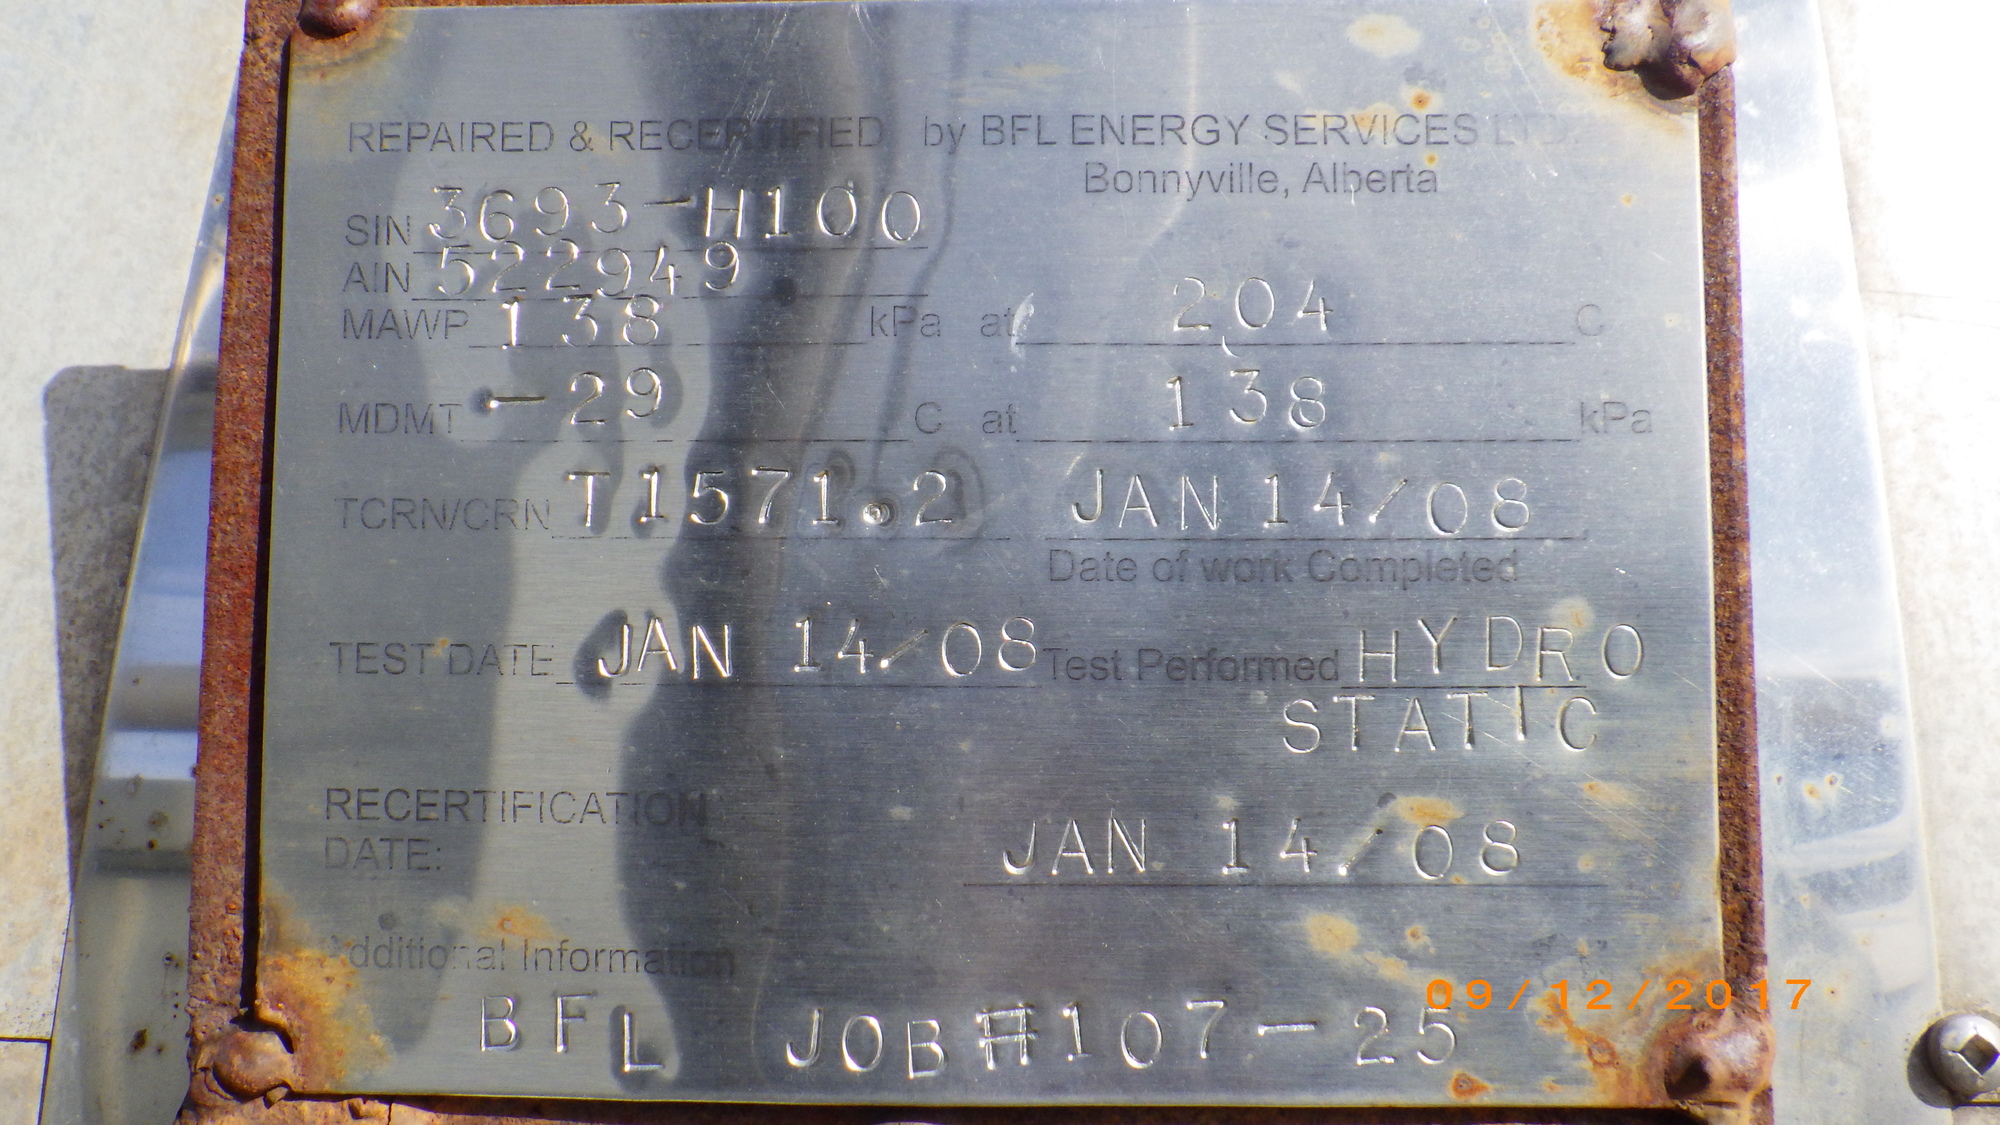 REPAIRED & RECERTIFIED by BFL ENERGY SERVICES LTD.
Bonnyville, Alberta
SIN 3693-H100
AIN 522949
MAWP 138 kPa at 204 C
MDMT -29 C at 138 kPa
TCRN/CRN T1571.2 JAN 14/08
Date of work Completed
TEST DATE JAN 14/08 Test Performed HYDRO
STATIC
RECERTIFICATION
DATE: JAN 14/08
Additional Information
BFL JOB#107-25
09/12/2017